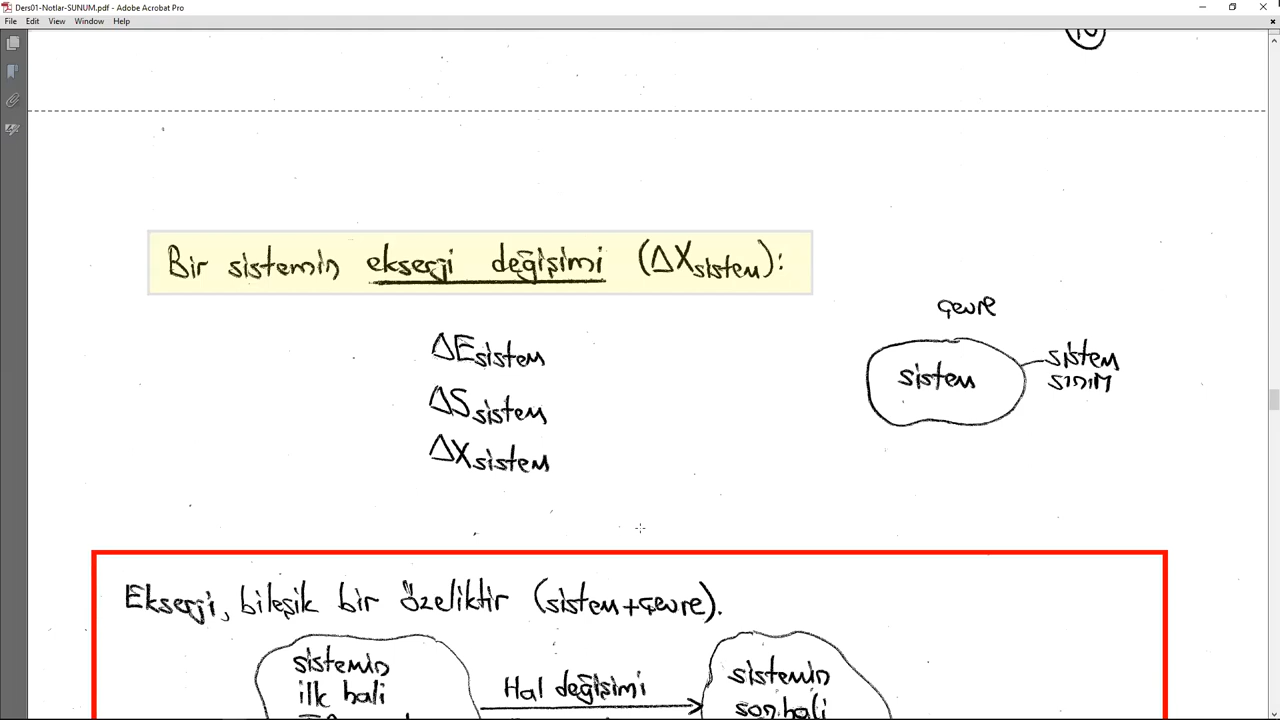 Ders01-Notlar-SUNUM.pdf - Adobe Acrobat Pro
File Edit View Window Help
Bir sistemin ekserji değişimi (ΔXsistem):
çevre
ΔEsistem
sistem
sistem
sınırı
ΔSsistem
ΔXsistem
Ekserji, bileşik bir özeliktir (sistem+çevre).
sistemin
ilk hali
Hal değişimi
sistemin
son hali